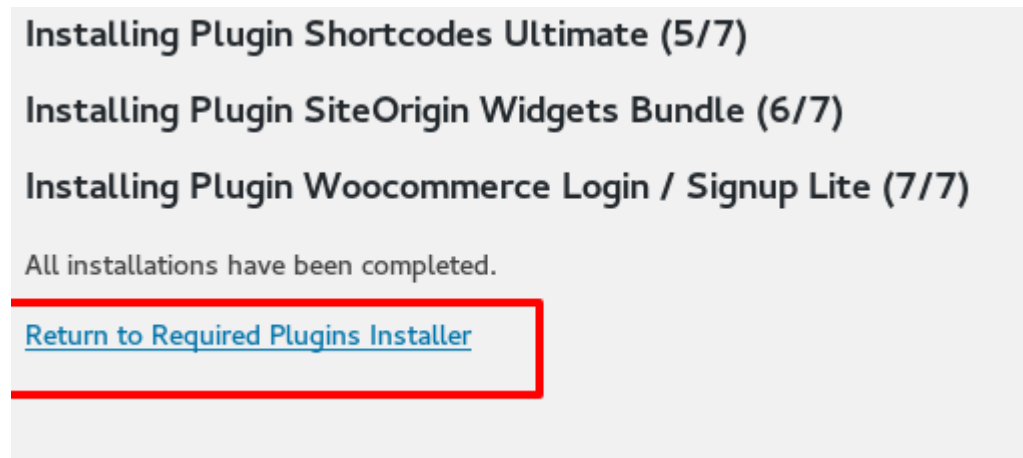 Installing Plugin Shortcodes Ultimate (5/7)
Installing Plugin SiteOrigin Widgets Bundle (6/7)
Installing Plugin Woocommerce Login / Signup Lite (7/7)
All installations have been completed.
Return to Required Plugins Installer